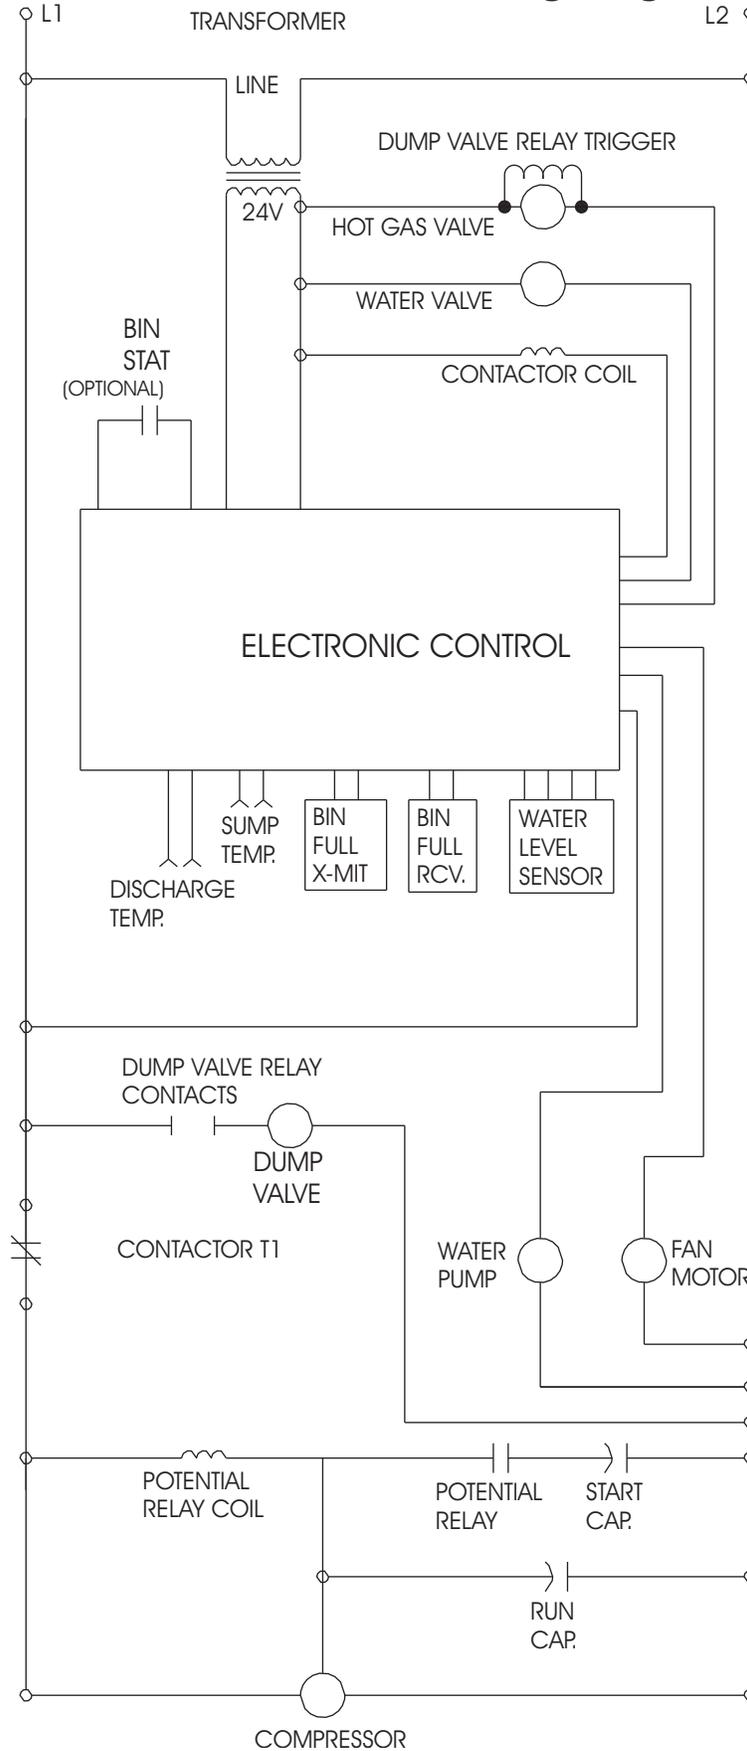 L1
TRANSFORMER
L2
LINE
DUMP VALVE RELAY TRIGGER
24V
HOT GAS VALVE
WATER VALVE
BIN
STAT
(OPTIONAL)
CONTACTOR COIL
ELECTRONIC CONTROL
SUMP
TEMP.
BIN
FULL
X-MIT
BIN
FULL
RCV.
WATER
LEVEL
SENSOR
DISCHARGE
TEMP.
DUMP VALVE RELAY
CONTACTS
DUMP
VALVE
CONTACTOR T1
WATER
PUMP
FAN
MOTOR
POTENTIAL
RELAY COIL
POTENTIAL
RELAY
START
CAP.
RUN
CAP.
COMPRESSOR